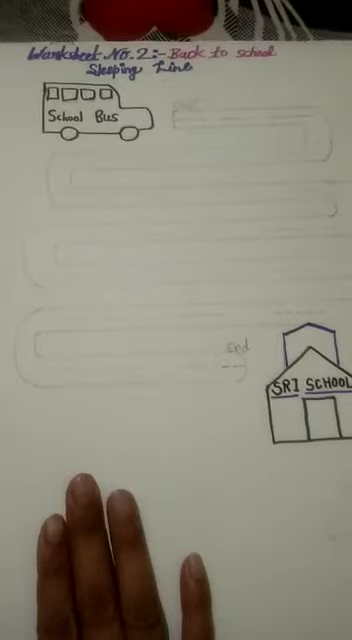 Worksheet No. 2:- Back to school
Sleeping Line
School Bus
End
SRI SCHOOL